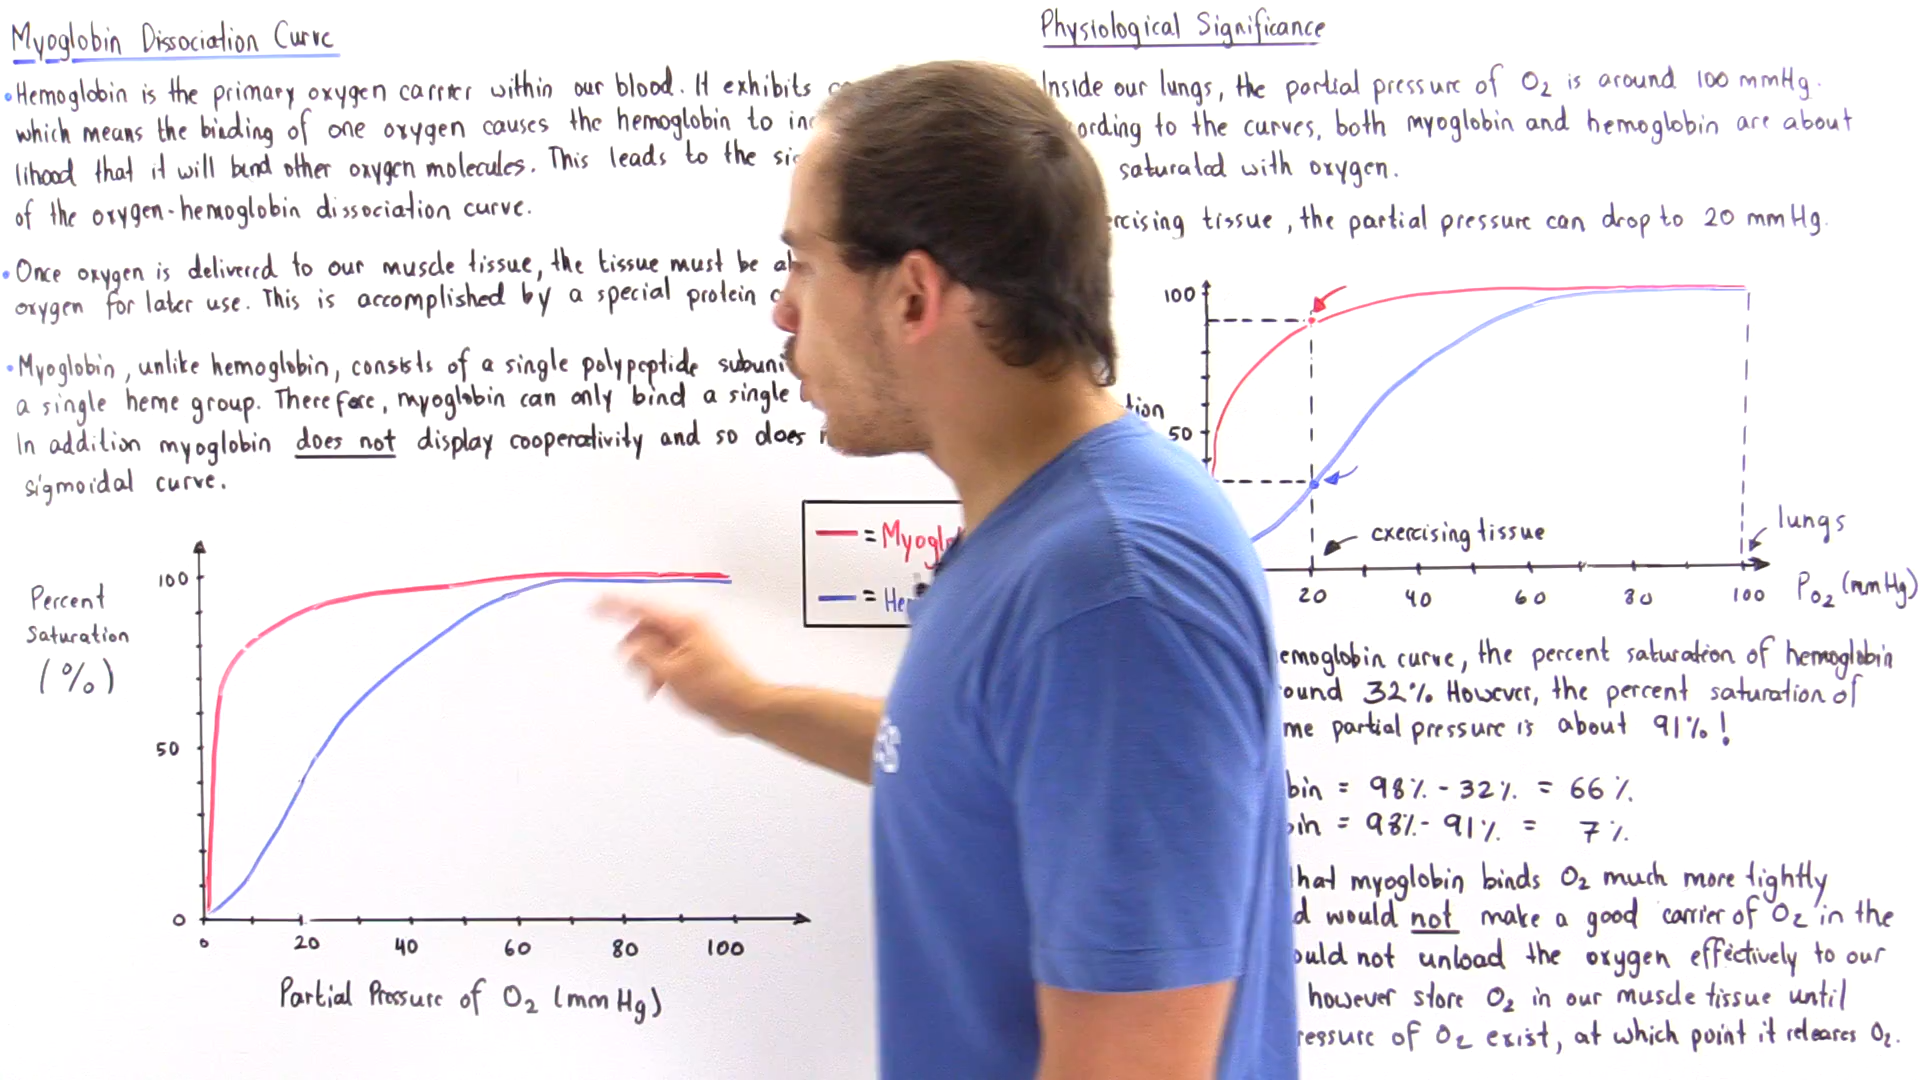 Myoglobin Dissociation Curve
•Hemoglobin is the primary oxygen carrier within our blood. It exhibits
which means the binding of one oxygen causes the hemoglobin to
lihood that it will bind other oxygen molecules. This leads to the
of the oxygen-hemoglobin dissociation curve.
•Once oxygen is delivered to our muscle tissue, the tissue must be
oxygen for later use. This is accomplished by a special protein
•Myoglobin, unlike hemoglobin, consists of a single polypeptide
a single heme group. Therefore, myoglobin can only bind a single
In addition myoglobin does not display cooperativity and so does
sigmoidal curve.
= Myogl
= He
Percent
Saturation
(%)
100
50
0
0 20 40 60 80 100
Partial Pressure of O2 (mm Hg)
Physiological Significance
Inside our lungs, the partial pressure of O2 is around 100 mmHg.
ording to the curves, both myoglobin and hemoglobin are about
saturated with oxygen.
rcising tissue, the partial pressure can drop to 20 mmHg.
100
tion
50
exercising tissue
lungs
20 40 60 80 100 PO2 (mmHg)
emoglobin curve, the percent saturation of hemoglobin
ound 32%. However, the percent saturation of
me partial pressure is about 91%!
bin = 98% - 32% = 66%
bin = 98% - 91% = 7%.
hat myoglobin binds O2 much more tightly
d would not make a good carrier of O2 in the
ould not unload the oxygen effectively to our
however store O2 in our muscle tissue until
ressure of O2 exist, at which point it releases O2.